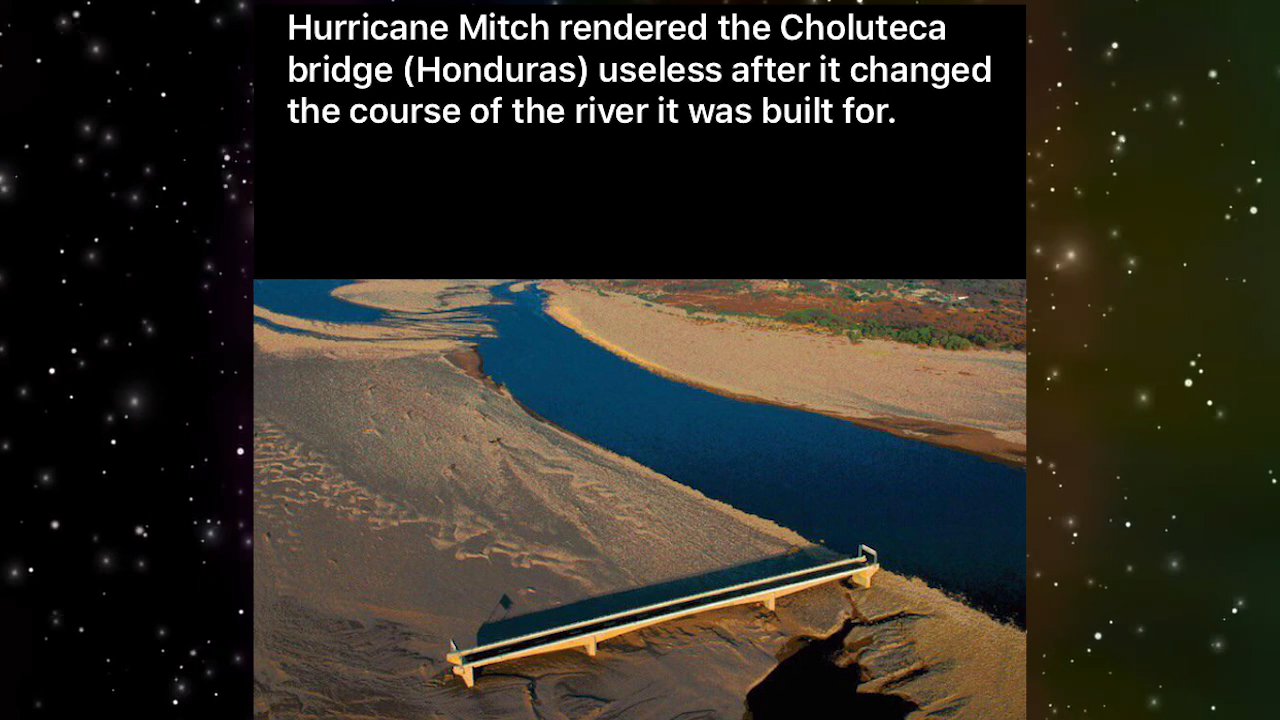 Hurricane Mitch rendered the Choluteca
bridge (Honduras) useless after it changed
the course of the river it was built for.